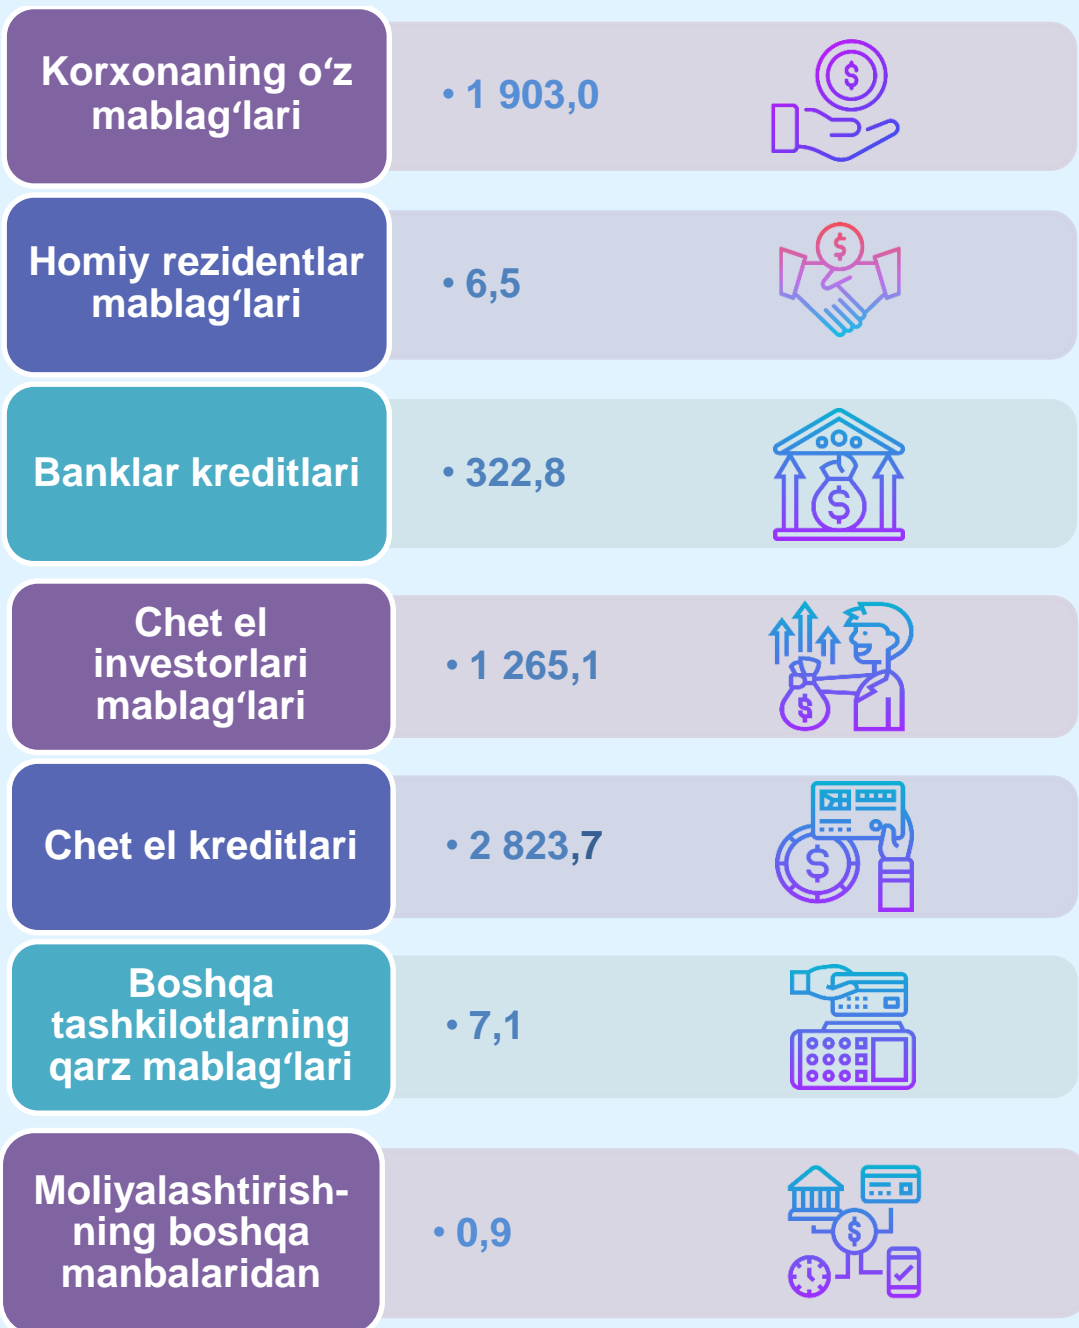 Korxonaning o‘z
mablag‘lari
• 1 903,0
Homiy rezidentlar
mablag‘lari
• 6,5
Banklar kreditlari
• 322,8
Chet el
investorlari
mablag‘lari
• 1 265,1
Chet el kreditlari
• 2 823,7
Boshqa
tashkilotlarning
qarz mablag‘lari
• 7,1
Moliyalashtirish-
ning boshqa
manbalaridan
• 0,9